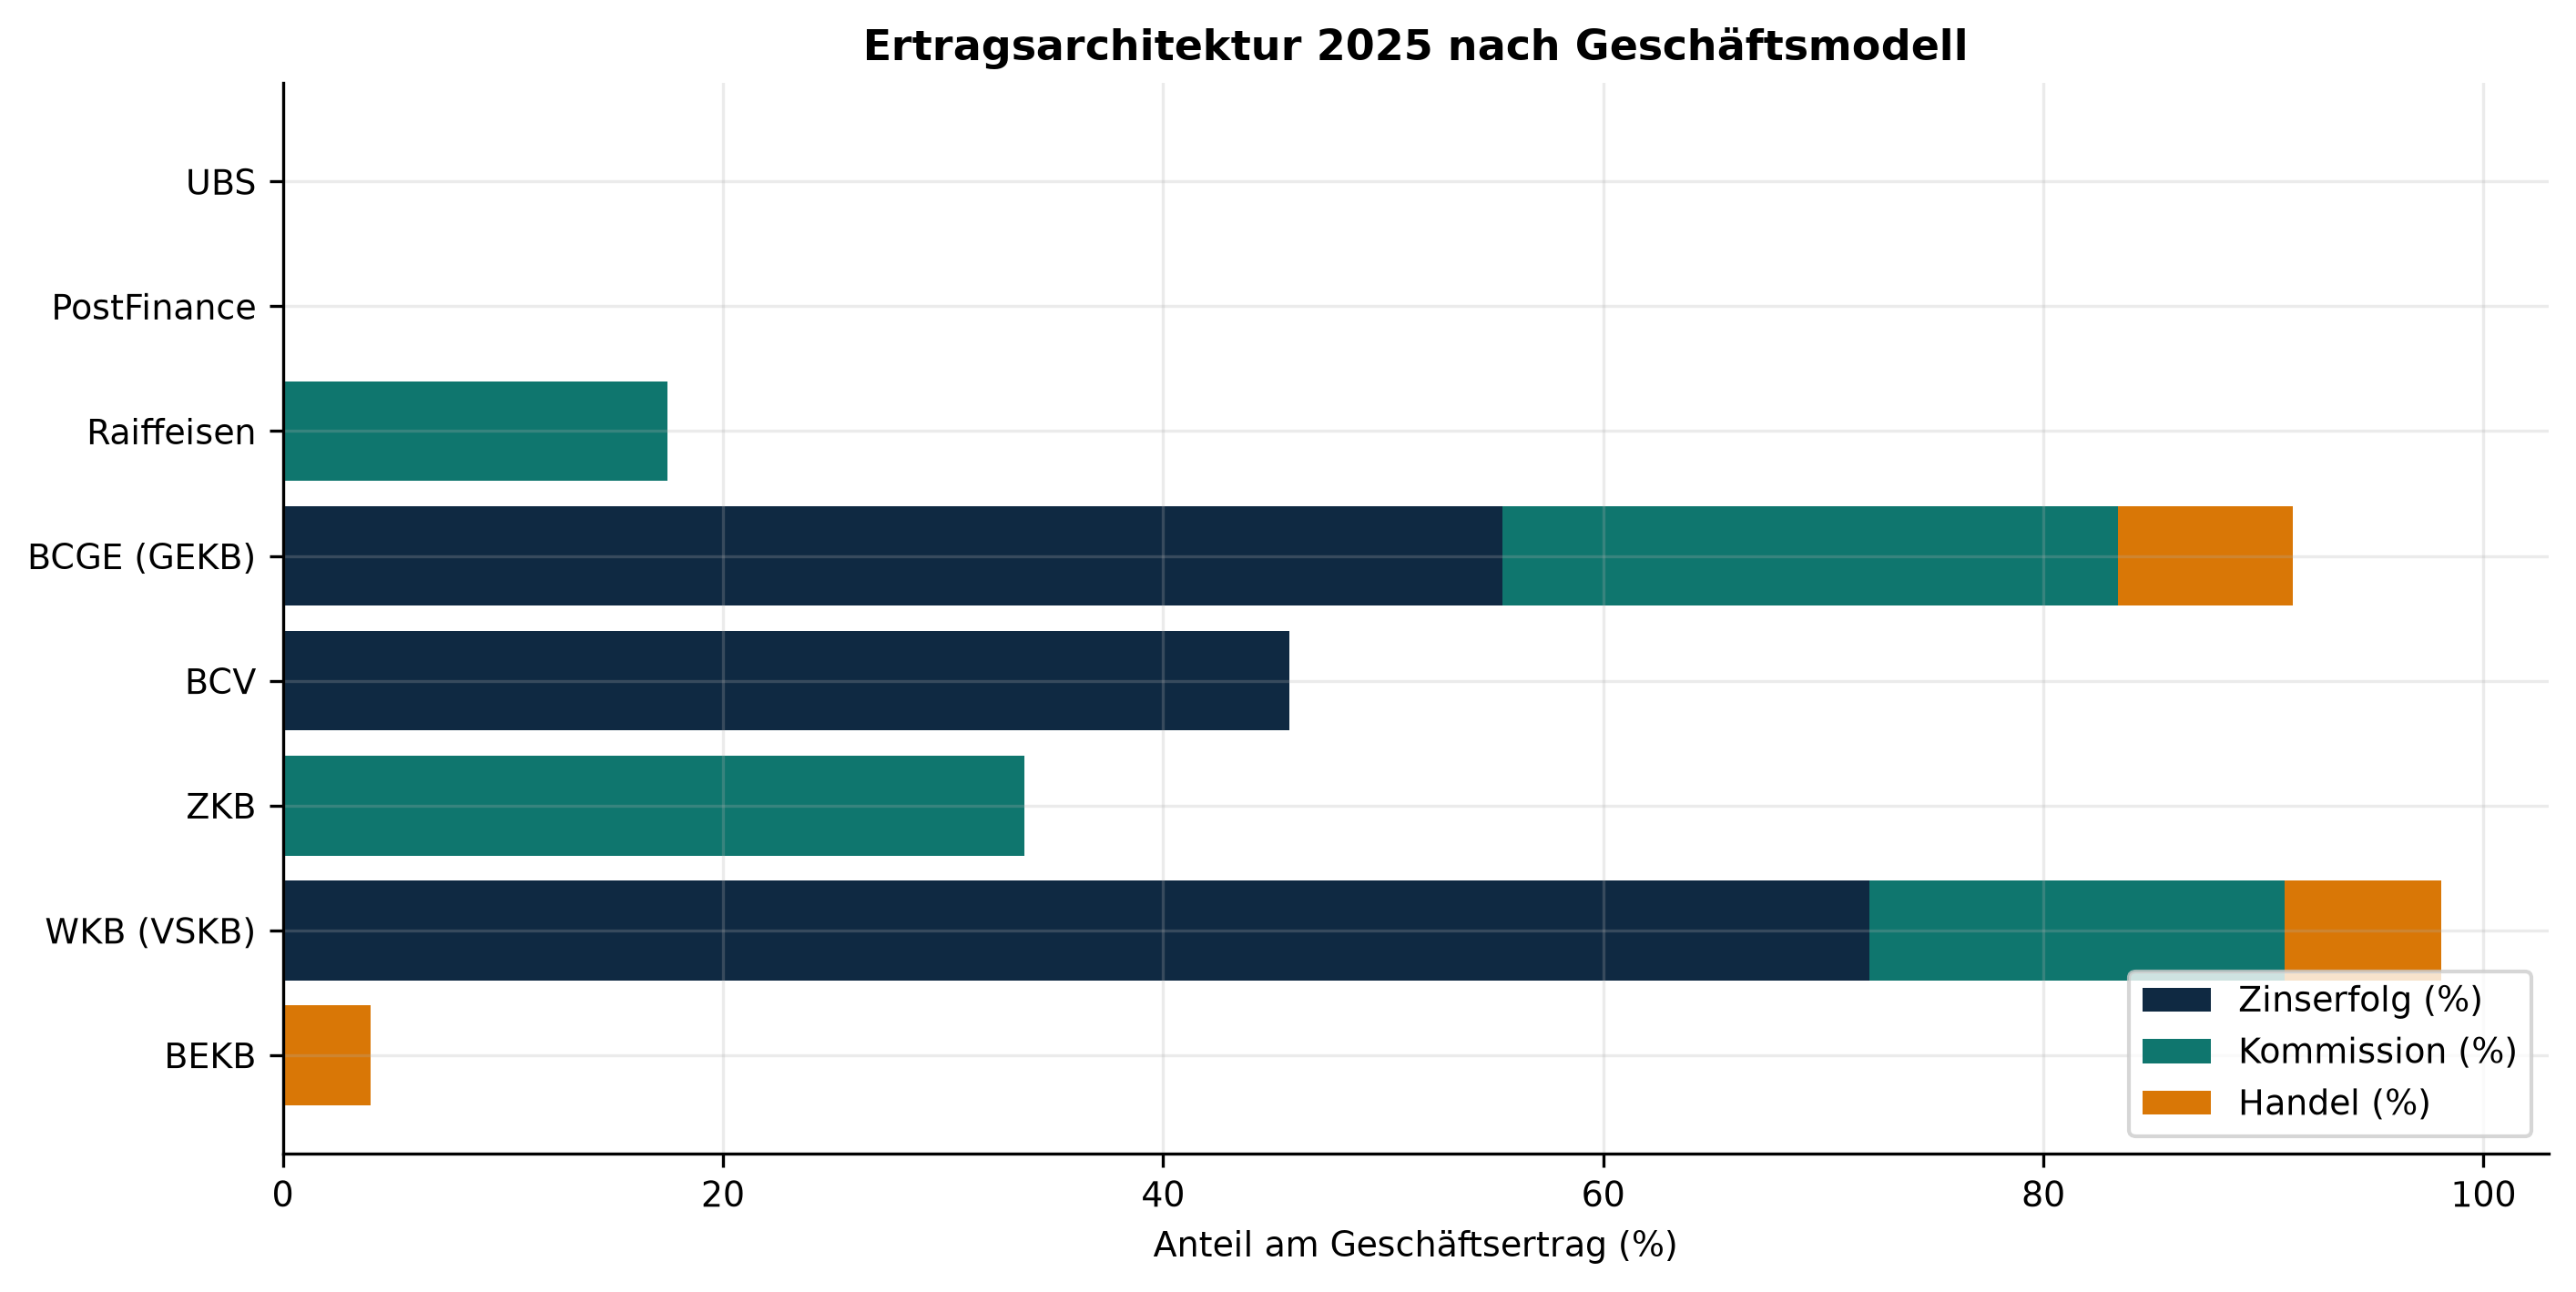 Ertragsarchitektur 2025 nach Geschäftsmodell
UBS
PostFinance
Raiffeisen
BCGE (GEKB)
BCV
ZKB
WKB (VSKB)
BEKB
Zinserfolg (%)
Kommission (%)
Handel (%)
0 20 40 60 80 100
Anteil am Geschäftsertrag (%)